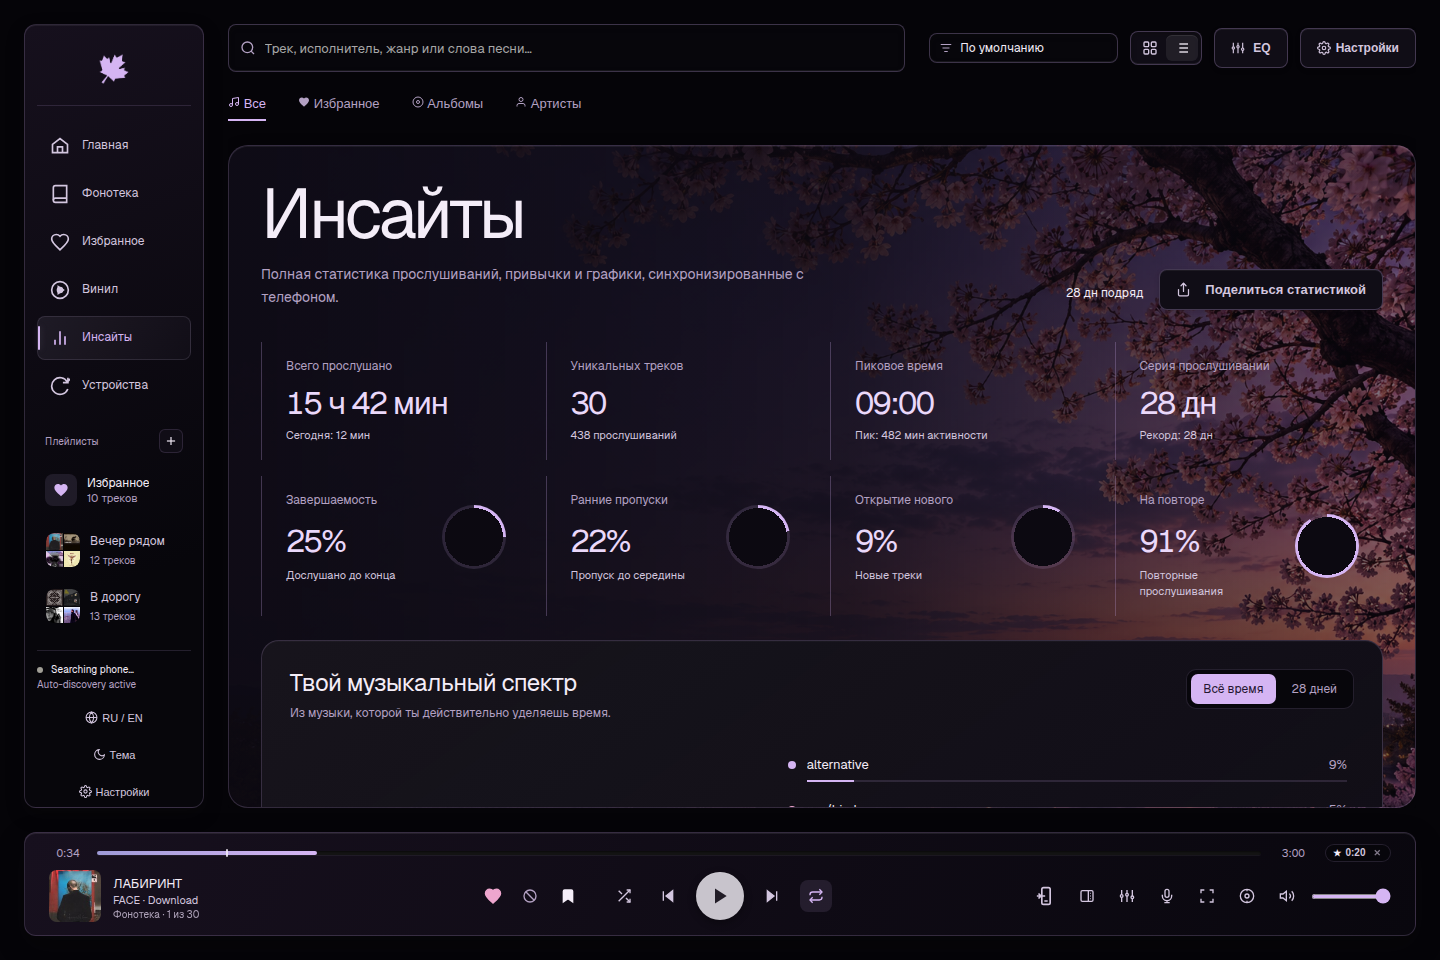 Трек, исполнитель, жанр или слова песни...
По умолчанию
EQ
Настройки
Все
Избранное
Альбомы
Артисты
Главная
Фонотека
Избранное
Винил
Инсайты
Устройства
Плейлисты
Избранное
10 треков
Вечер рядом
12 треков
В дорогу
13 треков
Searching phone...
Auto-discovery active
RU / EN
Тема
Настройки
Инсайты
Полная статистика прослушиваний, привычки и графики, синхронизированные с
телефоном.
28 дн подряд
Поделиться статистикой
Всего прослушано
15 ч 42 мин
Сегодня: 12 мин
Уникальных треков
30
438 прослушиваний
Пиковое время
09:00
Пик: 482 мин активности
Серия прослушиваний
28 дн
Рекорд: 28 дн
Завершаемость
25%
Дослушано до конца
Ранние пропуски
22%
Пропуск до середины
Открытие нового
9%
Новые треки
На повторе
91%
Повторные
прослушивания
Твой музыкальный спектр
Из музыки, которой ты действительно уделяешь время.
Всё время
28 дней
alternative
9%
0:34
3:00
★ 0:20 ×
ЛАБИРИНТ
FACE · Download
Фонотека · 1 из 30